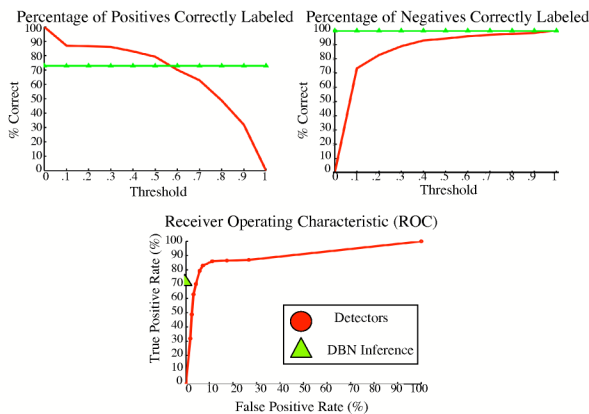 Percentage of Positives Correctly Labeled
% Correct
100
90
80
70
60
50
40
30
20
10
0
0 .1 .2 .3 .4 .5 .6 .7 .8 .9 1
Threshold
Percentage of Negatives Correctly Labeled
% Correct
100
90
80
70
60
50
40
30
20
10
0
0 .1 .2 .3 .4 .5 .6 .7 .8 .9 1
Threshold
Receiver Operating Characteristic (ROC)
True Positive Rate (%)
100
90
80
70
60
50
40
30
20
10
0
0 10 20 30 40 50 60 70 80 90 100
False Positive Rate (%)
Detectors
DBN Inference